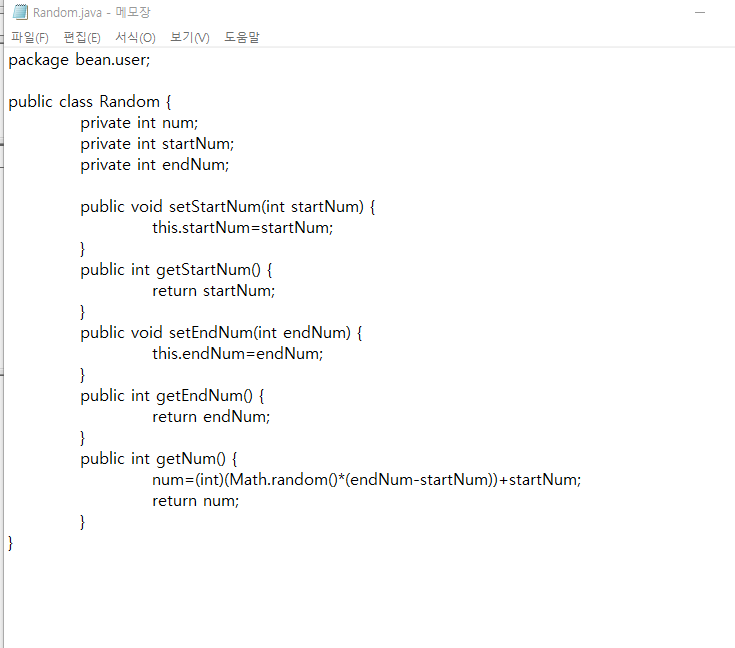 Random.java - 메모장
파일(F) 편집(E) 서식(O) 보기(V) 도움말
package bean.user;
public class Random {
private int num;
private int startNum;
private int endNum;
public void setStartNum(int startNum) {
this.startNum=startNum;
}
public int getStartNum() {
return startNum;
}
public void setEndNum(int endNum) {
this.endNum=endNum;
}
public int getEndNum() {
return endNum;
}
public int getNum() {
num=(int)(Math.random()*(endNum-startNum))+startNum;
return num;
}
}